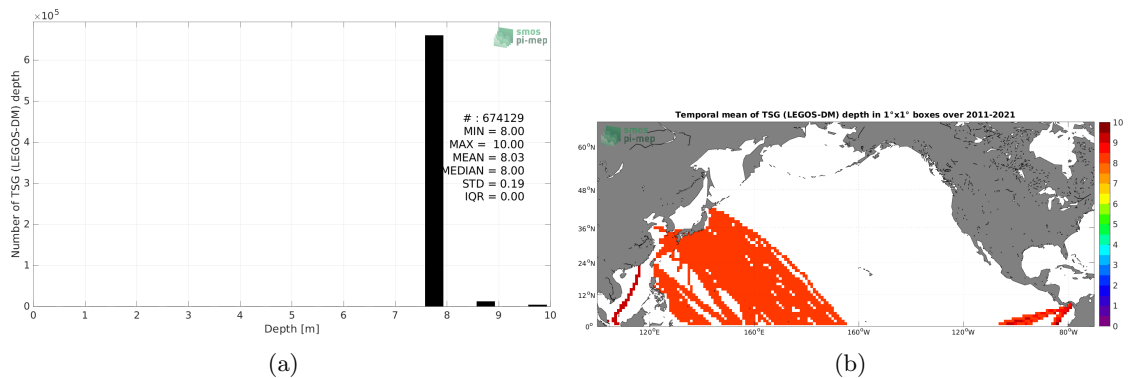 ×10⁵
6
5
4
3
2
1
0
Number of TSG (LEGOS-DM) depth
smos
pi-mep
# : 674129
MIN = 8.00
MAX = 10.00
MEAN = 8.03
MEDIAN = 8.00
STD = 0.19
IQR = 0.00
0 1 2 3 4 5 6 7 8 9 10
Depth [m]
(a)
Temporal mean of TSG (LEGOS-DM) depth in 1°x1° boxes over 2011-2021
smos
pi-mep
60°N
48°N
36°N
24°N
12°N
0°
120°E 160°E 160°W 120°W 80°W
10
9
8
7
6
5
4
3
2
1
0
(b)